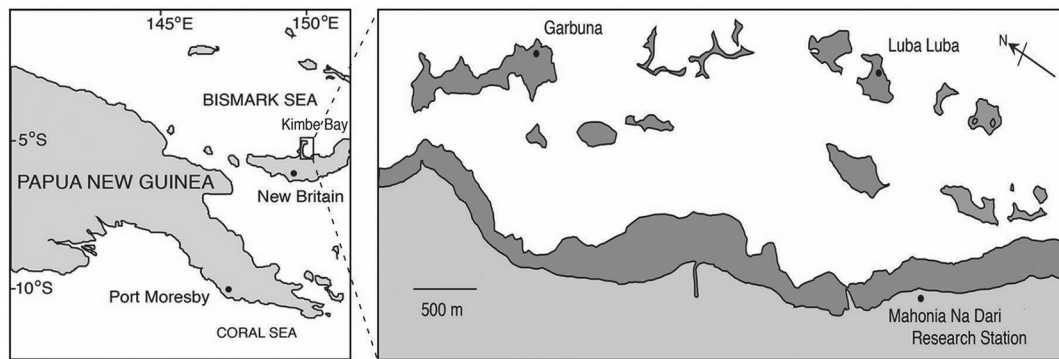 145°E
150°E
BISMARK SEA
Kimbe Bay
5°S
PAPUA NEW GUINEA
New Britain
10°S
Port Moresby
CORAL SEA
Garbuna
Luba Luba
N
500 m
Mahonia Na Dari
Research Station